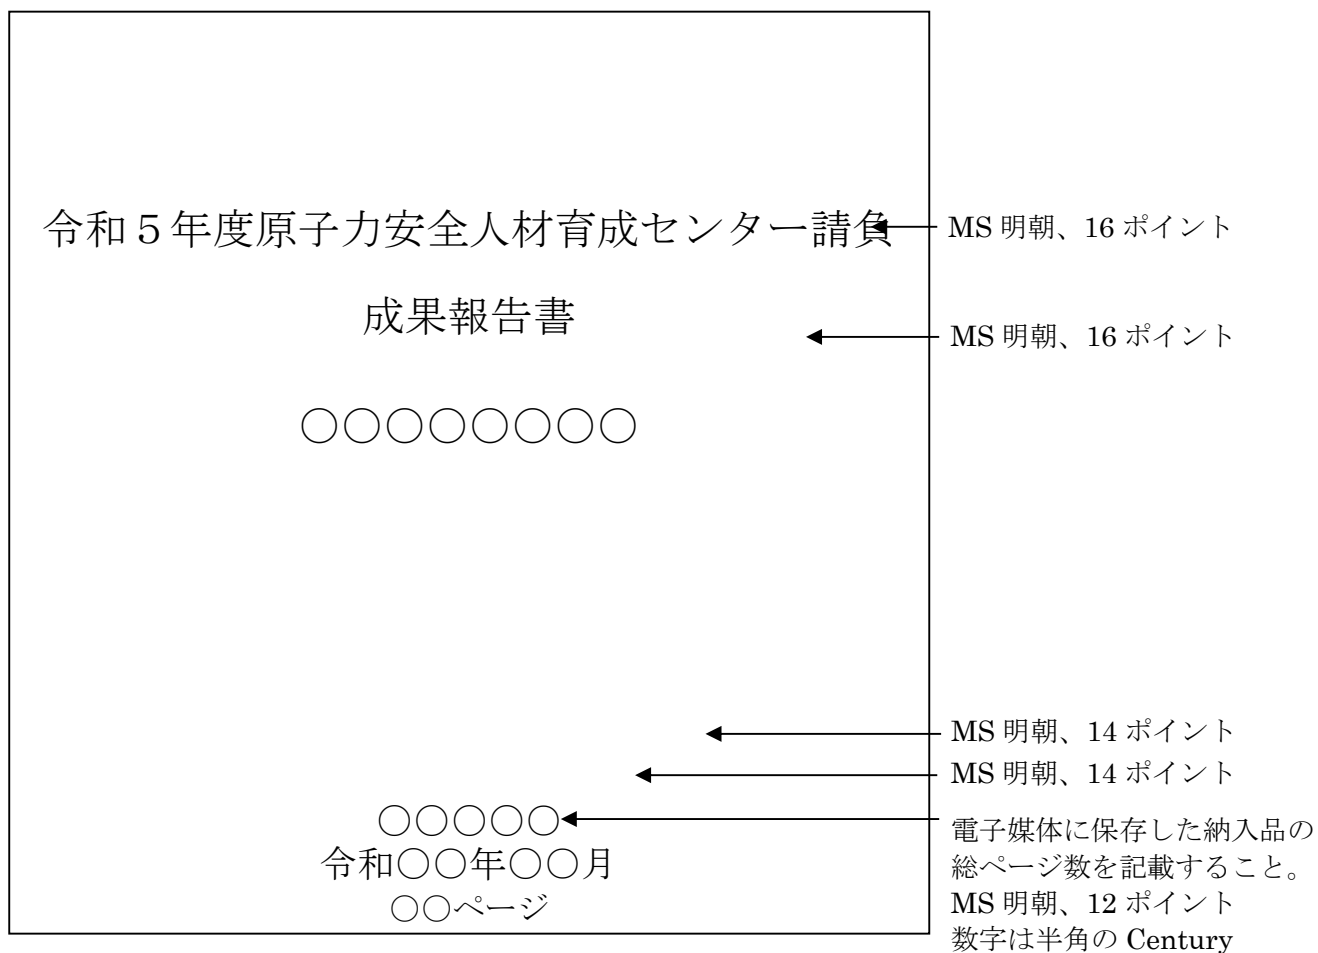 令和５年度原子力安全人材育成センター請負
MS 明朝、16 ポイント
成果報告書
MS 明朝、16 ポイント
○○○○○○○○
MS 明朝、14 ポイント
MS 明朝、14 ポイント
○○○○○
令和○○年○○月
○○ページ
電子媒体に保存した納入品の
総ページ数を記載すること。
MS 明朝、12 ポイント
数字は半角の Century